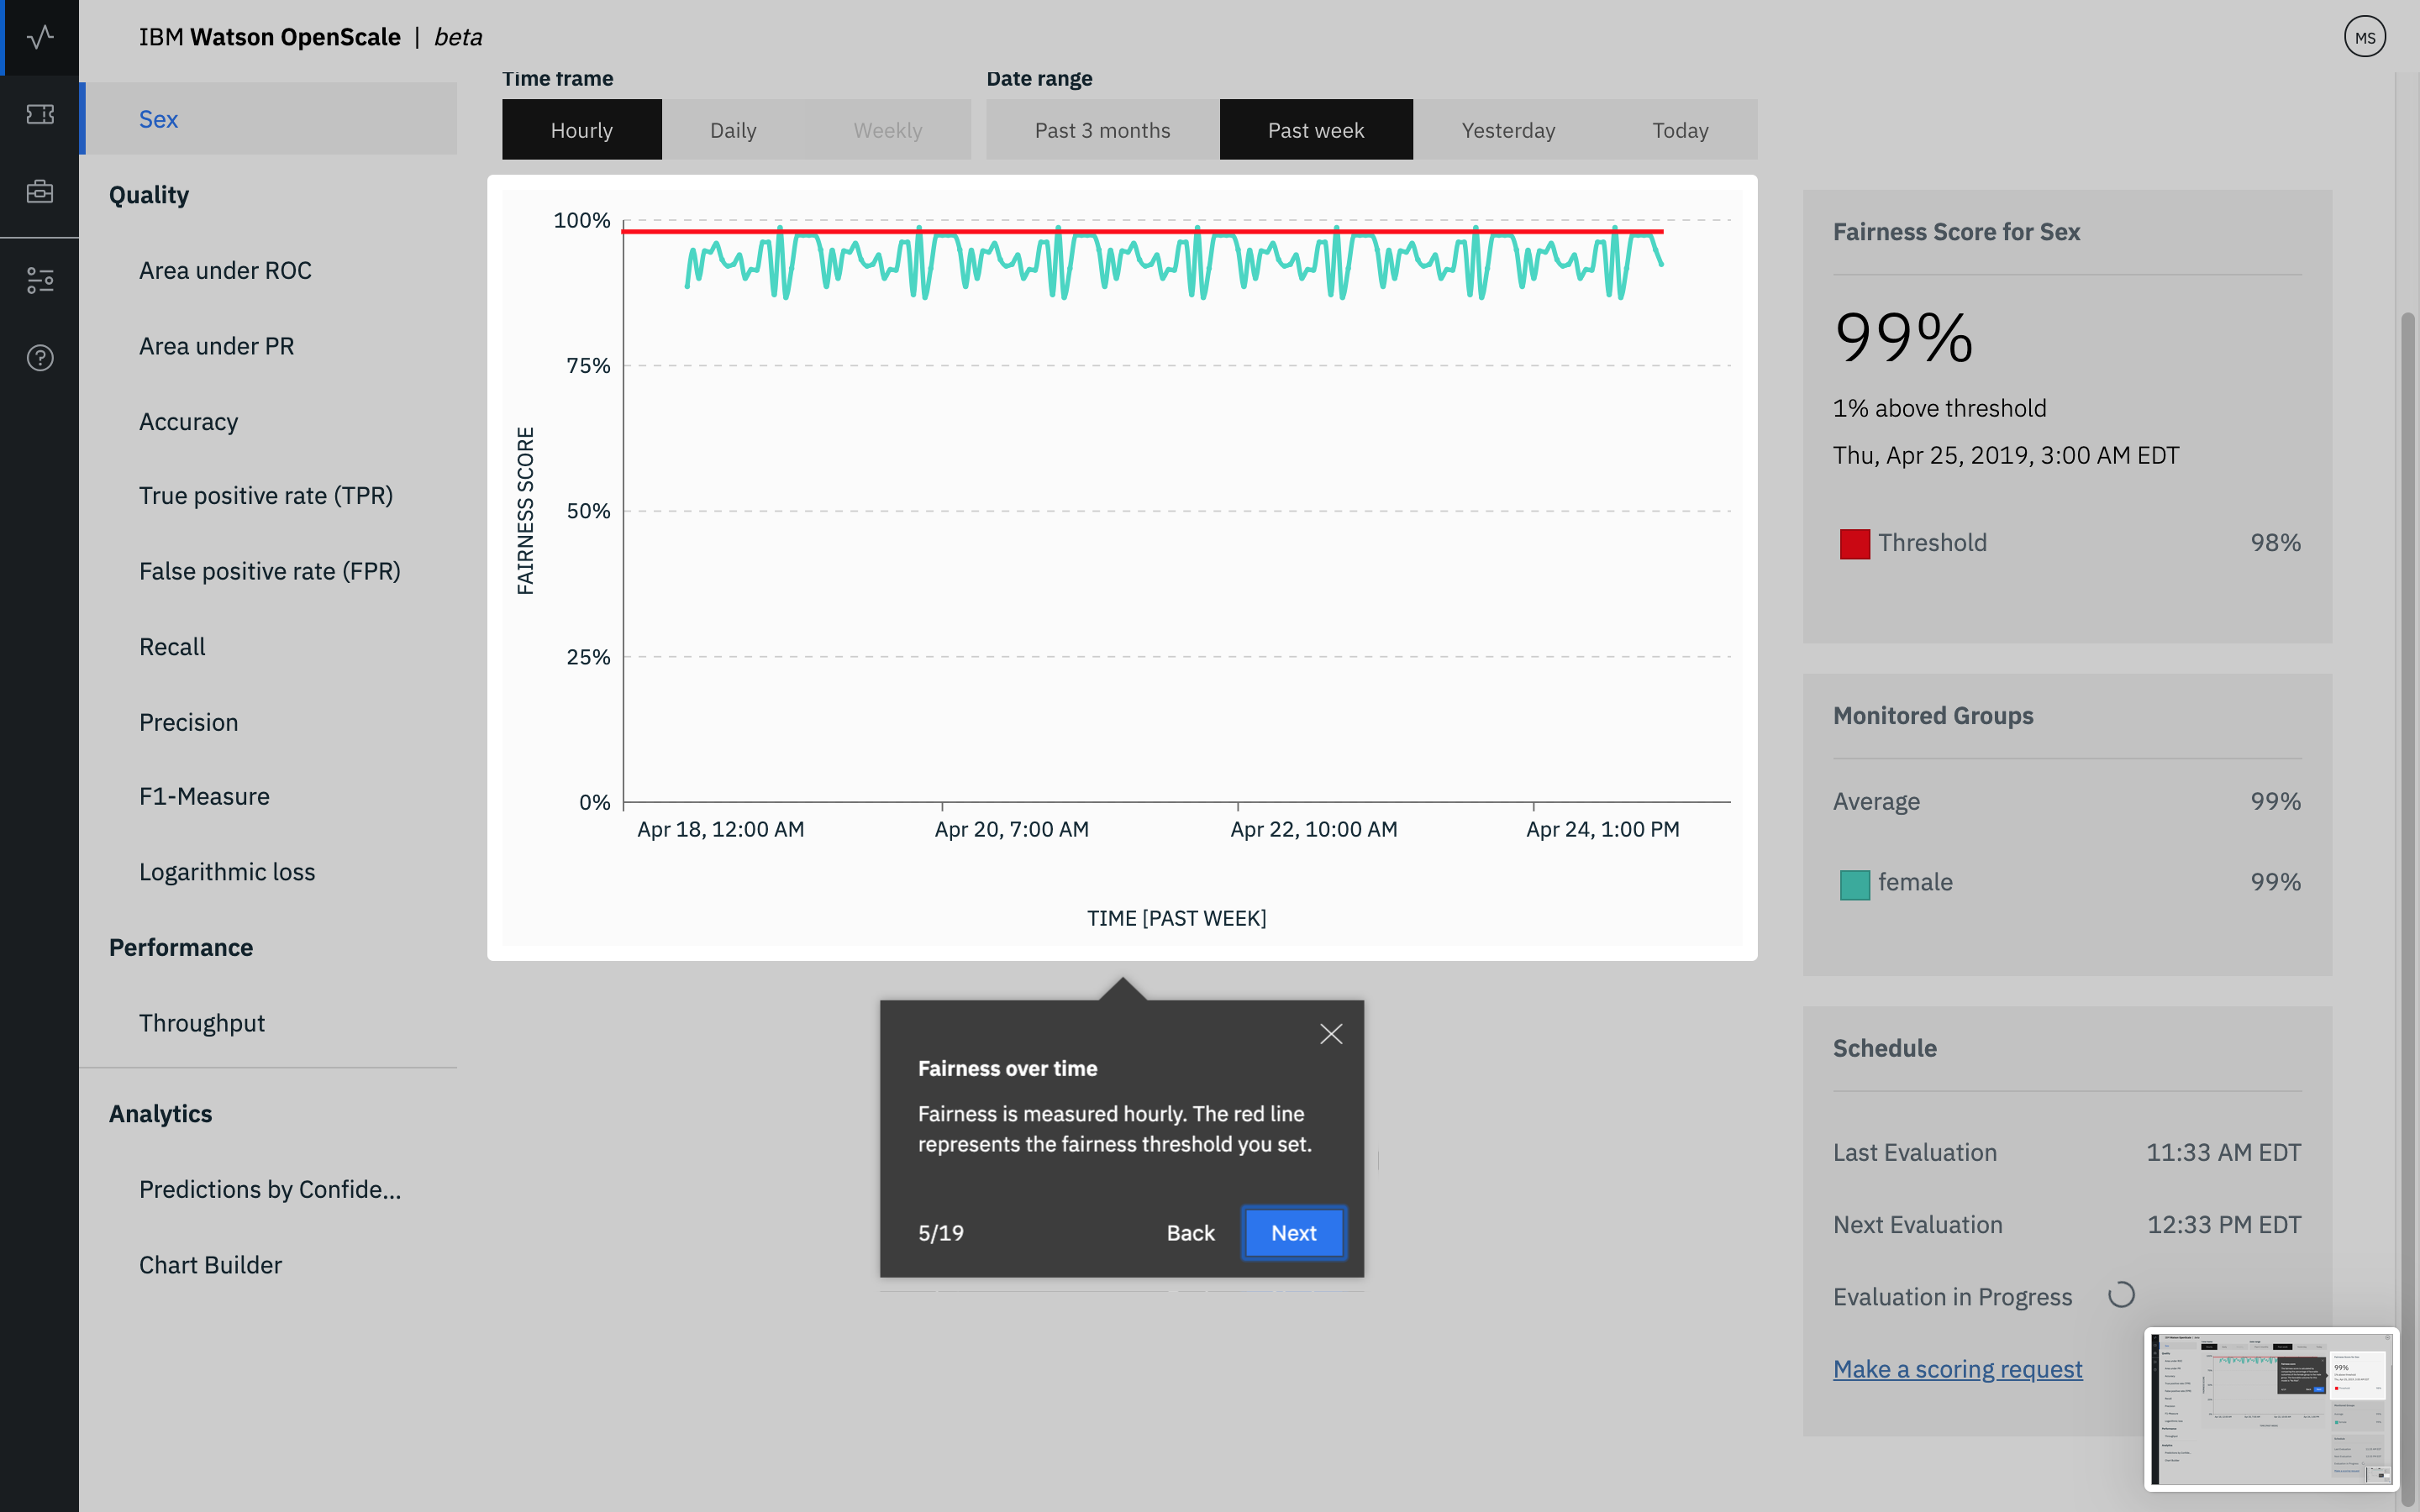 IBM Watson OpenScale | beta
MS
Sex
Quality
Area under ROC
Area under PR
Accuracy
True positive rate (TPR)
False positive rate (FPR)
Recall
Precision
F1-Measure
Logarithmic loss
Performance
Throughput
Analytics
Predictions by Confide...
Chart Builder
Time frame
Hourly
Daily
Weekly
Date range
Past 3 months
Past week
Yesterday
Today
FAIRNESS SCORE
100%
75%
50%
25%
0%
Apr 18, 12:00 AM
Apr 20, 7:00 AM
Apr 22, 10:00 AM
Apr 24, 1:00 PM
TIME [PAST WEEK]
Fairness over time
Fairness is measured hourly. The red line
represents the fairness threshold you set.
5/19
Back
Next
Fairness Score for Sex
99%
1% above threshold
Thu, Apr 25, 2019, 3:00 AM EDT
Threshold 98%
Monitored Groups
Average 99%
female 99%
Schedule
Last Evaluation 11:33 AM EDT
Next Evaluation 12:33 PM EDT
Evaluation in Progress
Make a scoring request
99%